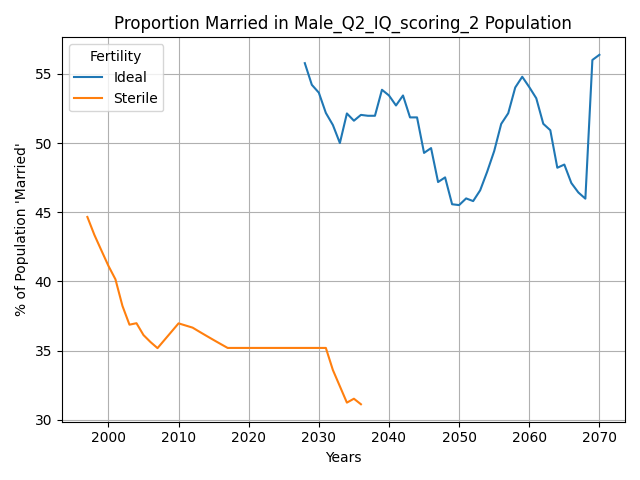 Proportion Married in Male_Q2_IQ_scoring_2 Population
Fertility
Ideal
Sterile
% of Population 'Married'
55
50
45
40
35
30
2000 2010 2020 2030 2040 2050 2060 2070
Years